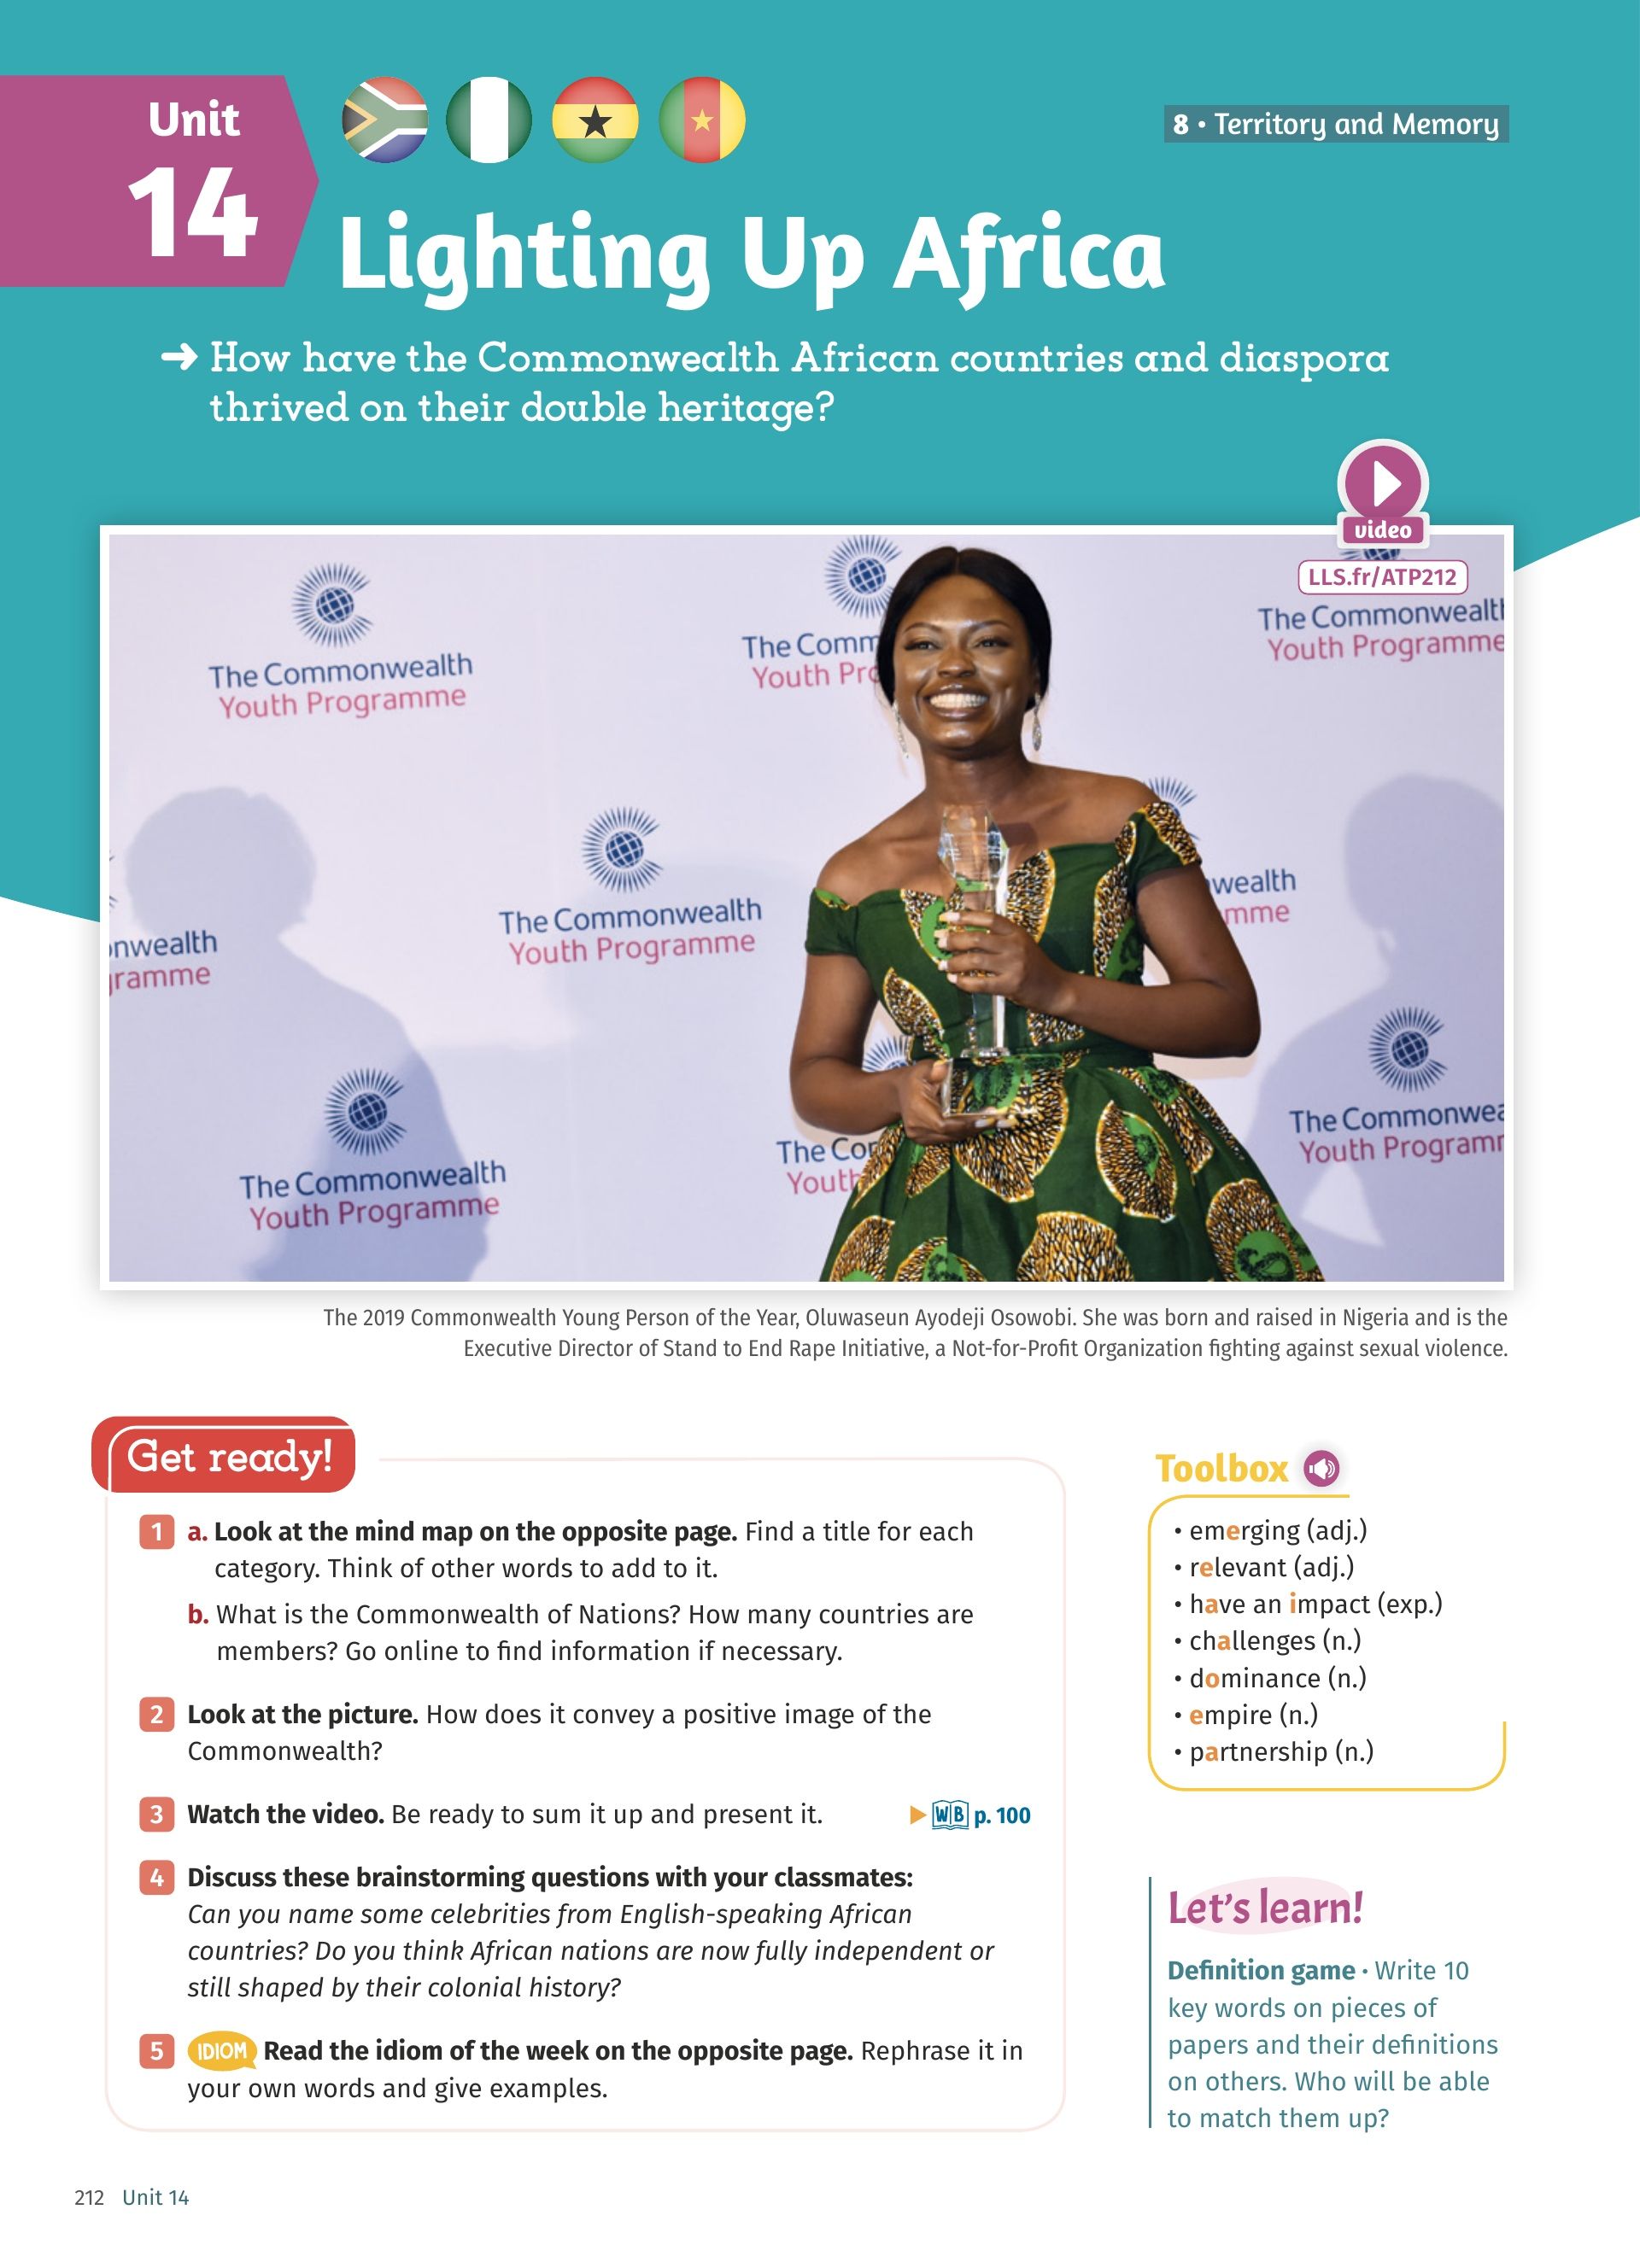 Unit
14
8 • Territory and Memory
Lighting Up Africa
➜ How have the Commonwealth African countries and diaspora
thrived on their double heritage?
video
LLS.fr/ATP212
The Commonwealth
Youth Programme
The Comm
Youth Pro
The Commonwealt
Youth Programme
The Commonwealth
Youth Programme
wealth
mme
nwealth
ramme
The Commonwealth
Youth Programme
The Co
Youth
The Commonwea
Youth Program
The 2019 Commonwealth Young Person of the Year, Oluwaseun Ayodeji Osowobi. She was born and raised in Nigeria and is the
Executive Director of Stand to End Rape Initiative, a Not-for-Profit Organization fighting against sexual violence.
Get ready!
1 a. Look at the mind map on the opposite page. Find a title for each
category. Think of other words to add to it.
b. What is the Commonwealth of Nations? How many countries are
members? Go online to find information if necessary.
2 Look at the picture. How does it convey a positive image of the
Commonwealth?
3 Watch the video. Be ready to sum it up and present it. ▶ WB p. 100
4 Discuss these brainstorming questions with your classmates:
Can you name some celebrities from English-speaking African
countries? Do you think African nations are now fully independent or
still shaped by their colonial history?
5 IDIOM Read the idiom of the week on the opposite page. Rephrase it in
your own words and give examples.
Toolbox
• emerging (adj.)
• relevant (adj.)
• have an impact (exp.)
• challenges (n.)
• dominance (n.)
• empire (n.)
• partnership (n.)
Let's learn!
Definition game • Write 10
key words on pieces of
papers and their definitions
on others. Who will be able
to match them up?
212 Unit 14